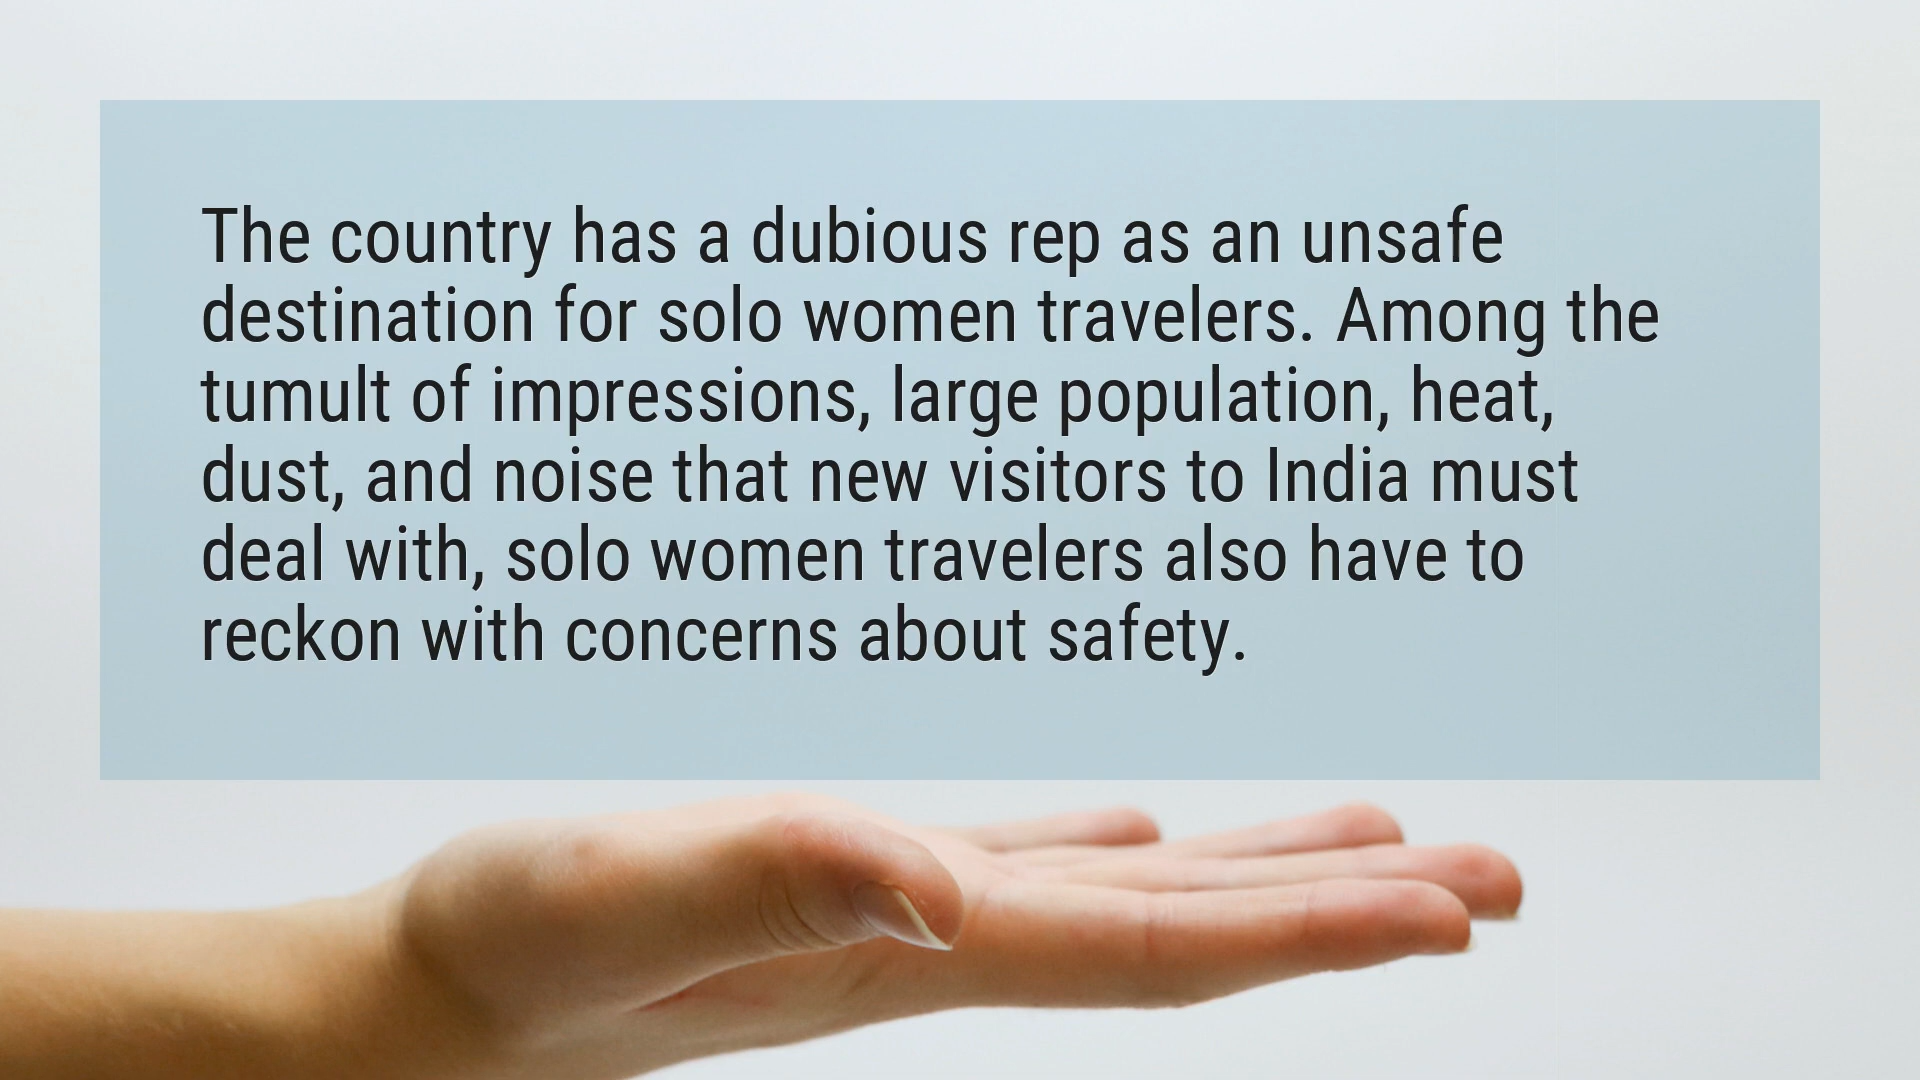 The country has a dubious rep as an unsafe
destination for solo women travelers. Among the
tumult of impressions, large population, heat,
dust, and noise that new visitors to India must
deal with, solo women travelers also have to
reckon with concerns about safety.